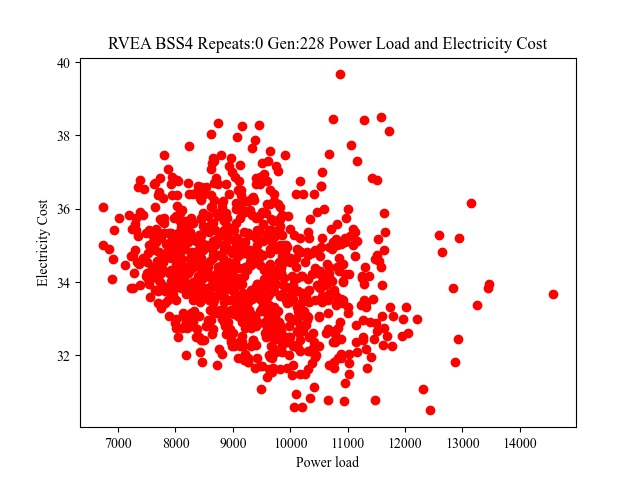 RVEA BSS4 Repeats:0 Gen:228 Power Load and Electricity Cost
40
38
36
34
32
Electricity Cost
7000 8000 9000 10000 11000 12000 13000 14000
Power load